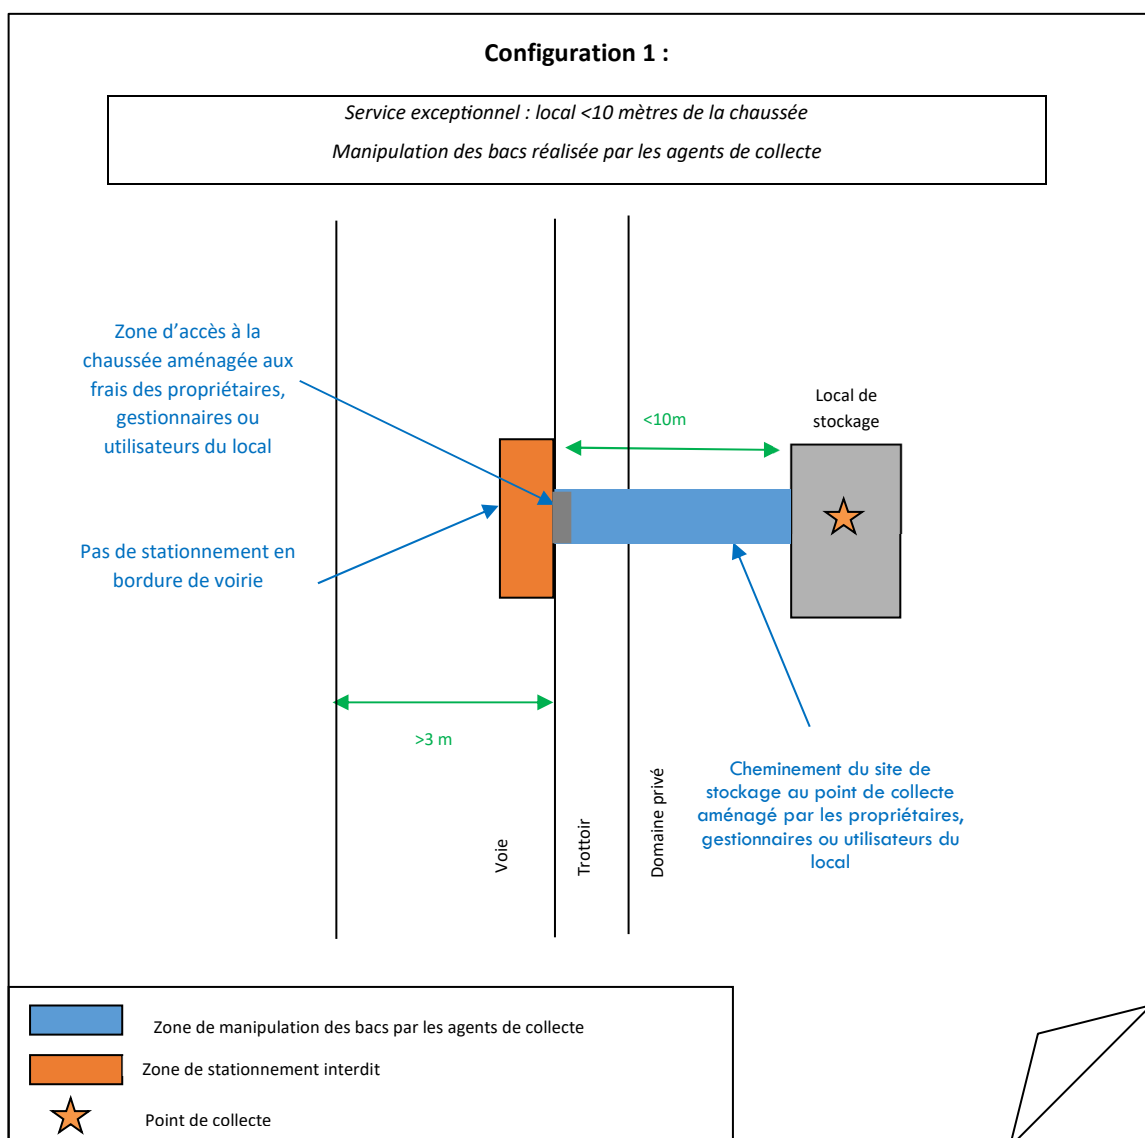 Configuration 1 :
Service exceptionnel : local <10 mètres de la chaussée
Manipulation des bacs réalisée par les agents de collecte
Zone d'accès à la
chaussée aménagée aux
frais des propriétaires,
gestionnaires ou
utilisateurs du local
Pas de stationnement en
bordure de voirie
<10m
Local de
stockage
>3 m
Voie
Trottoir
Domaine privé
Cheminement du site de
stockage au point de collecte
aménagé par les propriétaires,
gestionnaires ou utilisateurs du
local
Zone de manipulation des bacs par les agents de collecte
Zone de stationnement interdit
Point de collecte